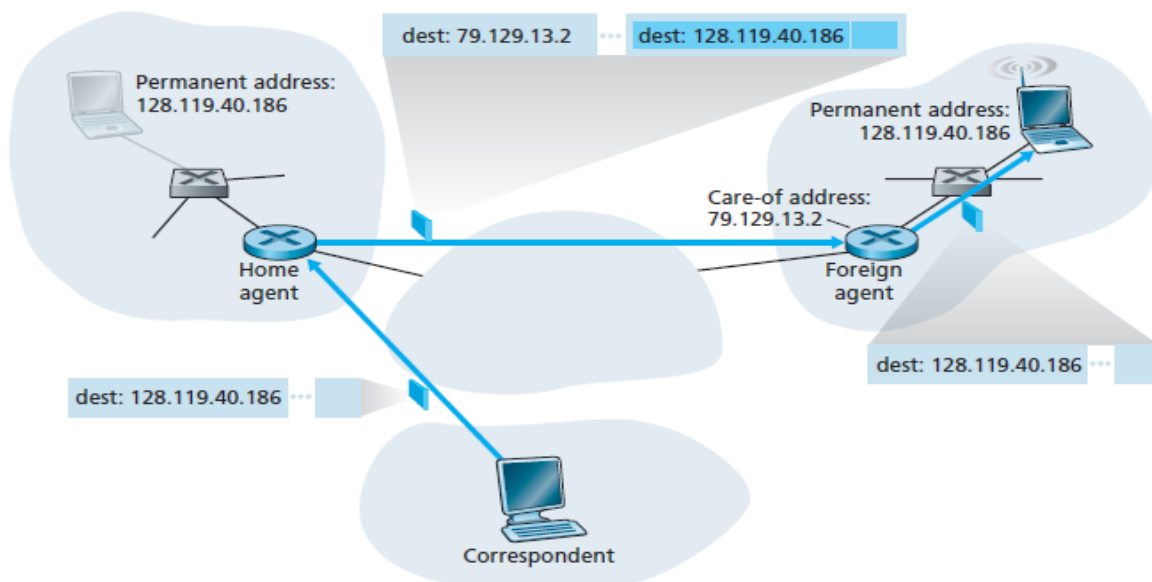 dest: 79.129.13.2 ··· dest: 128.119.40.186
Permanent address:
128.119.40.186
Permanent address:
128.119.40.186
Care-of address:
79.129.13.2
Home
agent
Foreign
agent
dest: 128.119.40.186 ···
dest: 128.119.40.186 ···
Correspondent